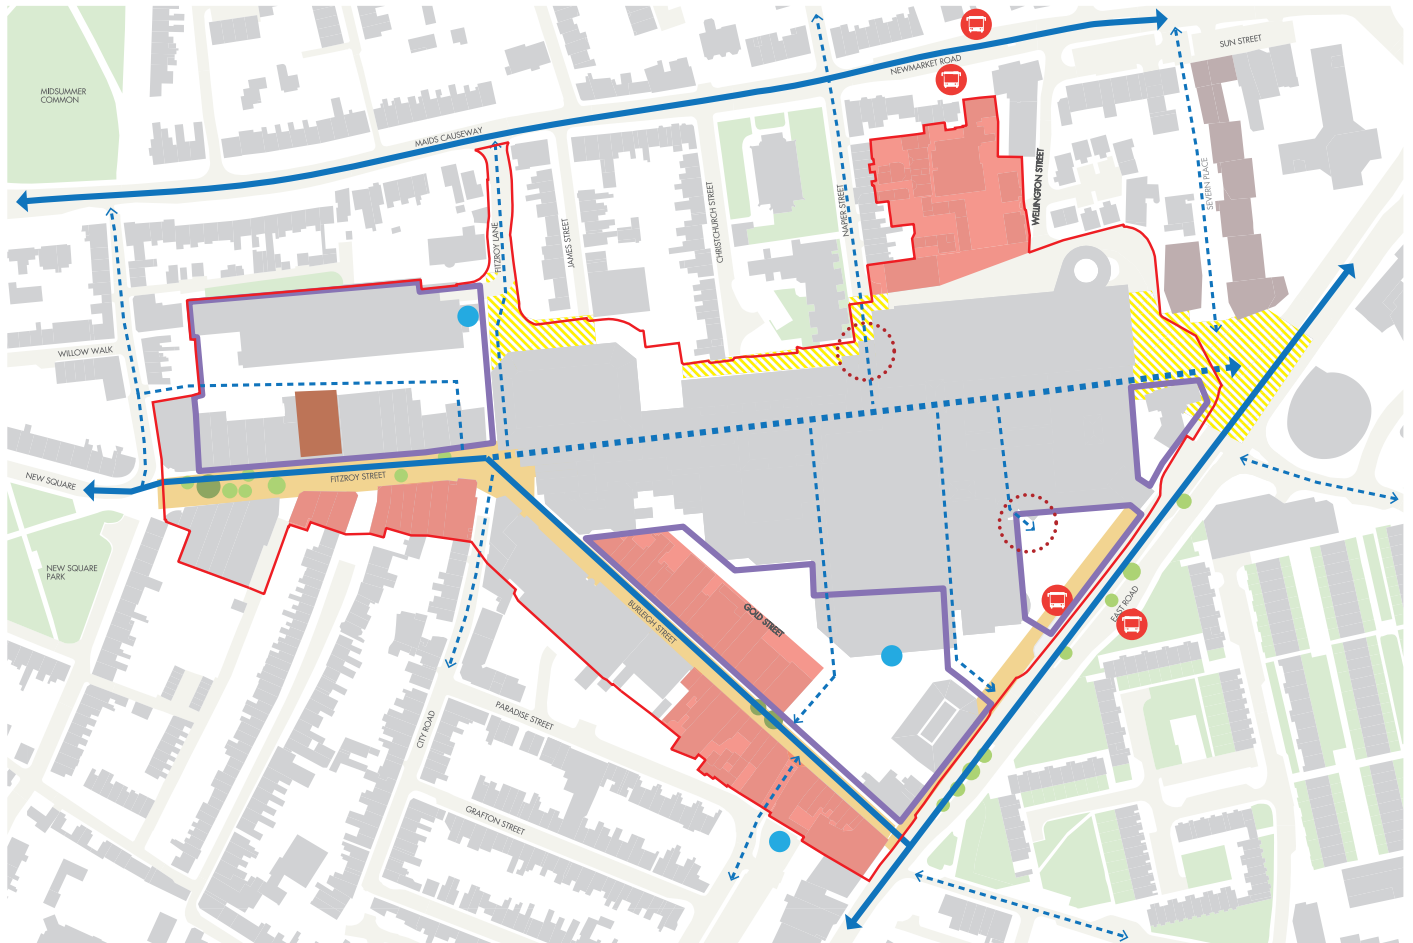 SUN STREET
NEWMARKET ROAD
MIDSUMMER
COMMON
MAIDS CAUSEWAY
WELLINGTON STREET
SEVERN PLACE
CHRISTCHURCH STREET
NAPIER STREET
JAMES STREET
FITZROY LANE
WILLOW WALK
NEW SQUARE
FITZROY STREET
NEW SQUARE
PARK
BURLEIGH STREET
GOLD STREET
EAST ROAD
PARADISE STREET
CITY ROAD
GRAFTON STREET